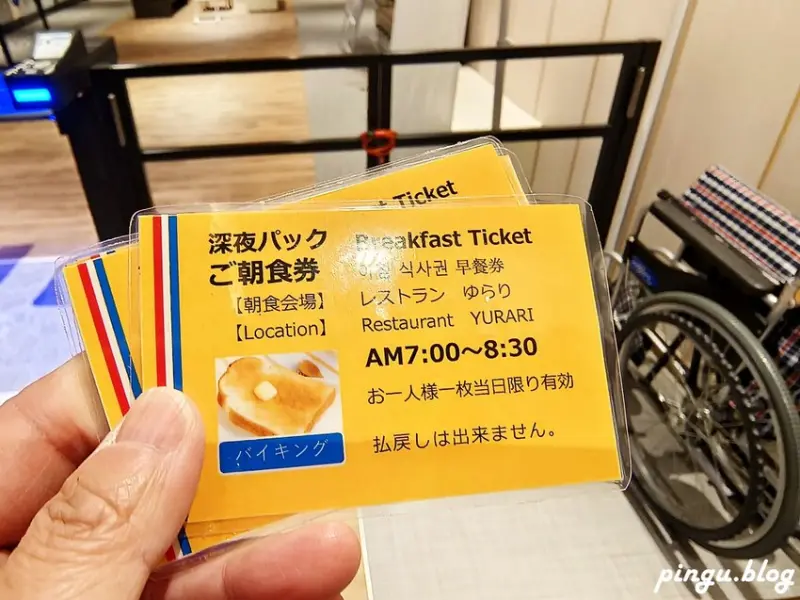 深夜パック
ご朝食券
【朝食会場】
【Location】
バイキング
Breakfast Ticket
아침 식사권 早餐券
レストラン ゆらり
Restaurant YURARI
AM7:00～8:30
お一人様一枚当日限り有効
払戻しは出来ません。
Ticket
pingu.blog